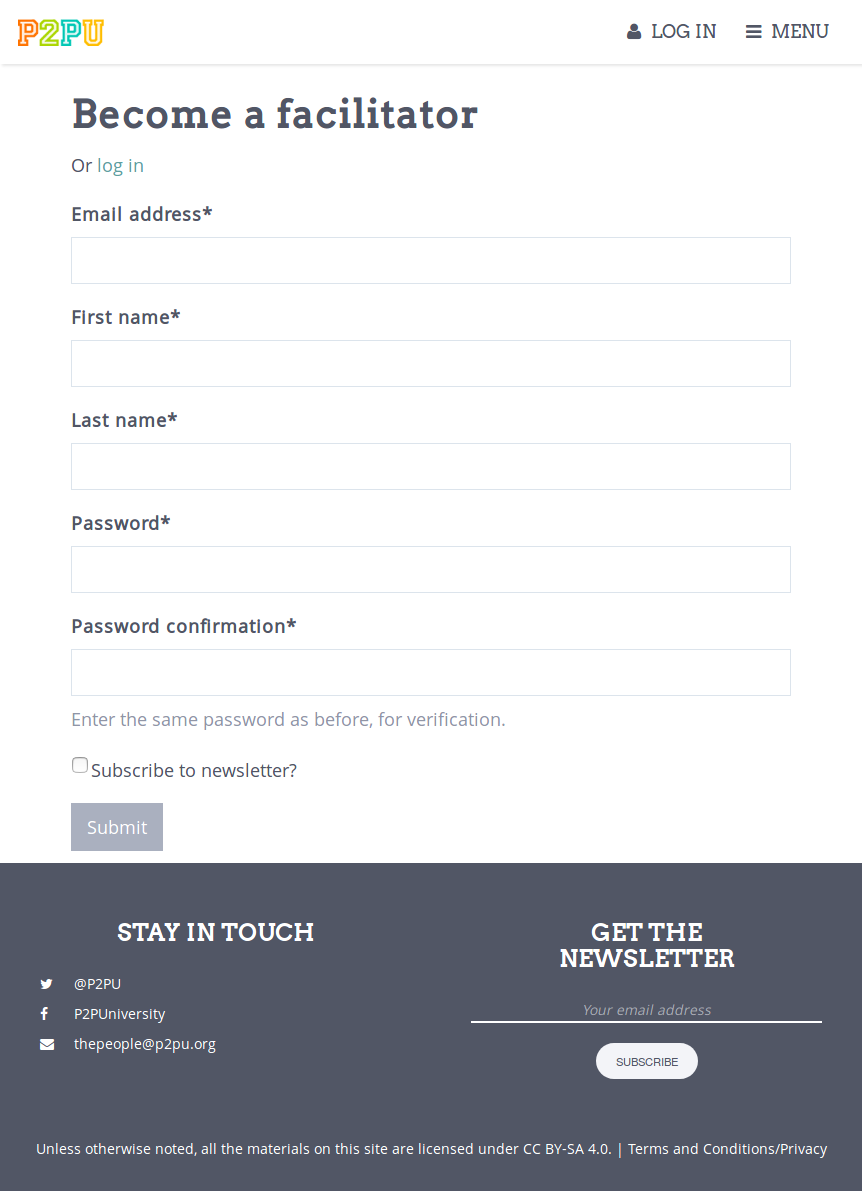 P2PU
LOG IN
MENU
Become a facilitator
Or log in
Email address*
First name*
Last name*
Password*
Password confirmation*
Enter the same password as before, for verification.
Subscribe to newsletter?
Submit
STAY IN TOUCH
@P2PU
P2PUniversity
thepeople@p2pu.org
GET THE
NEWSLETTER
Your email address
SUBSCRIBE
Unless otherwise noted, all the materials on this site are licensed under CC BY-SA 4.0. | Terms and Conditions/Privacy